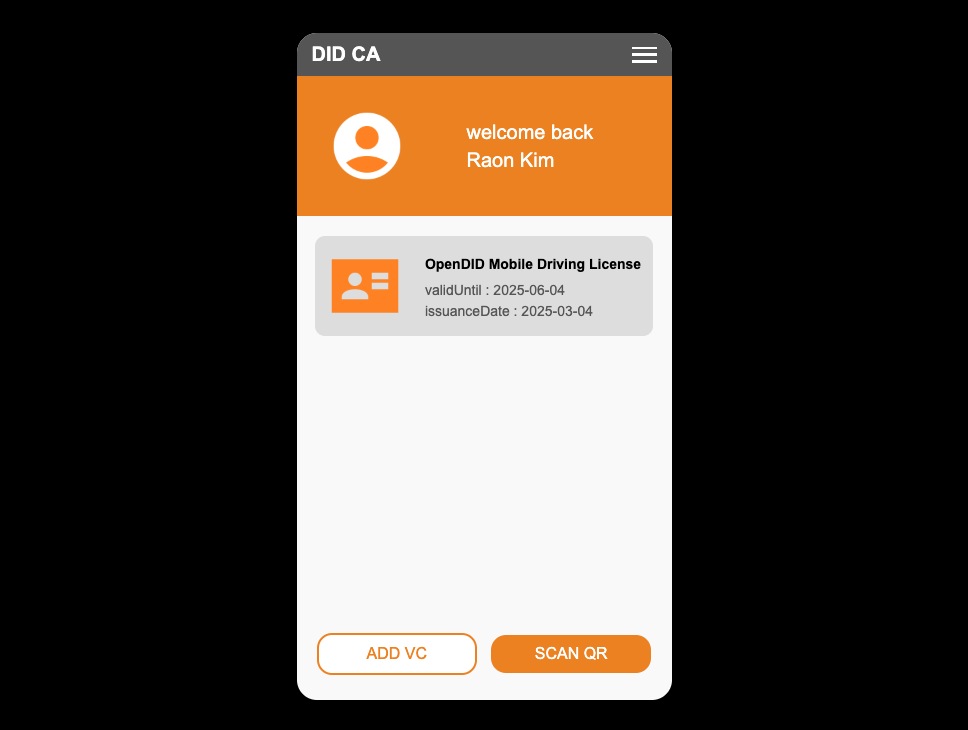 DID CA
welcome back
Raon Kim
OpenDID Mobile Driving License
validUntil : 2025-06-04
issuanceDate : 2025-03-04
ADD VC
SCAN QR